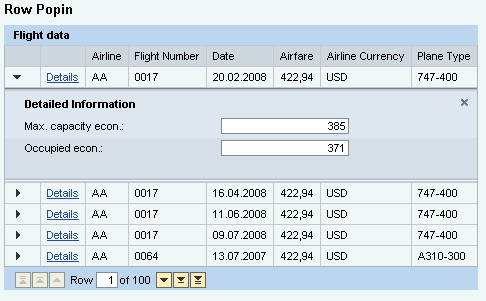 Row Popin
Flight data
Airline Flight Number Date Airfare Airline Currency Plane Type
Details AA 0017 20.02.2008 422,94 USD 747-400
Detailed Information
Max. capacity econ.: 385
Occupied econ.: 371
Details AA 0017 16.04.2008 422,94 USD 747-400
Details AA 0017 11.06.2008 422,94 USD 747-400
Details AA 0017 09.07.2008 422,94 USD 747-400
Details AA 0064 13.07.2007 422,94 USD A310-300
Row 1 of 100